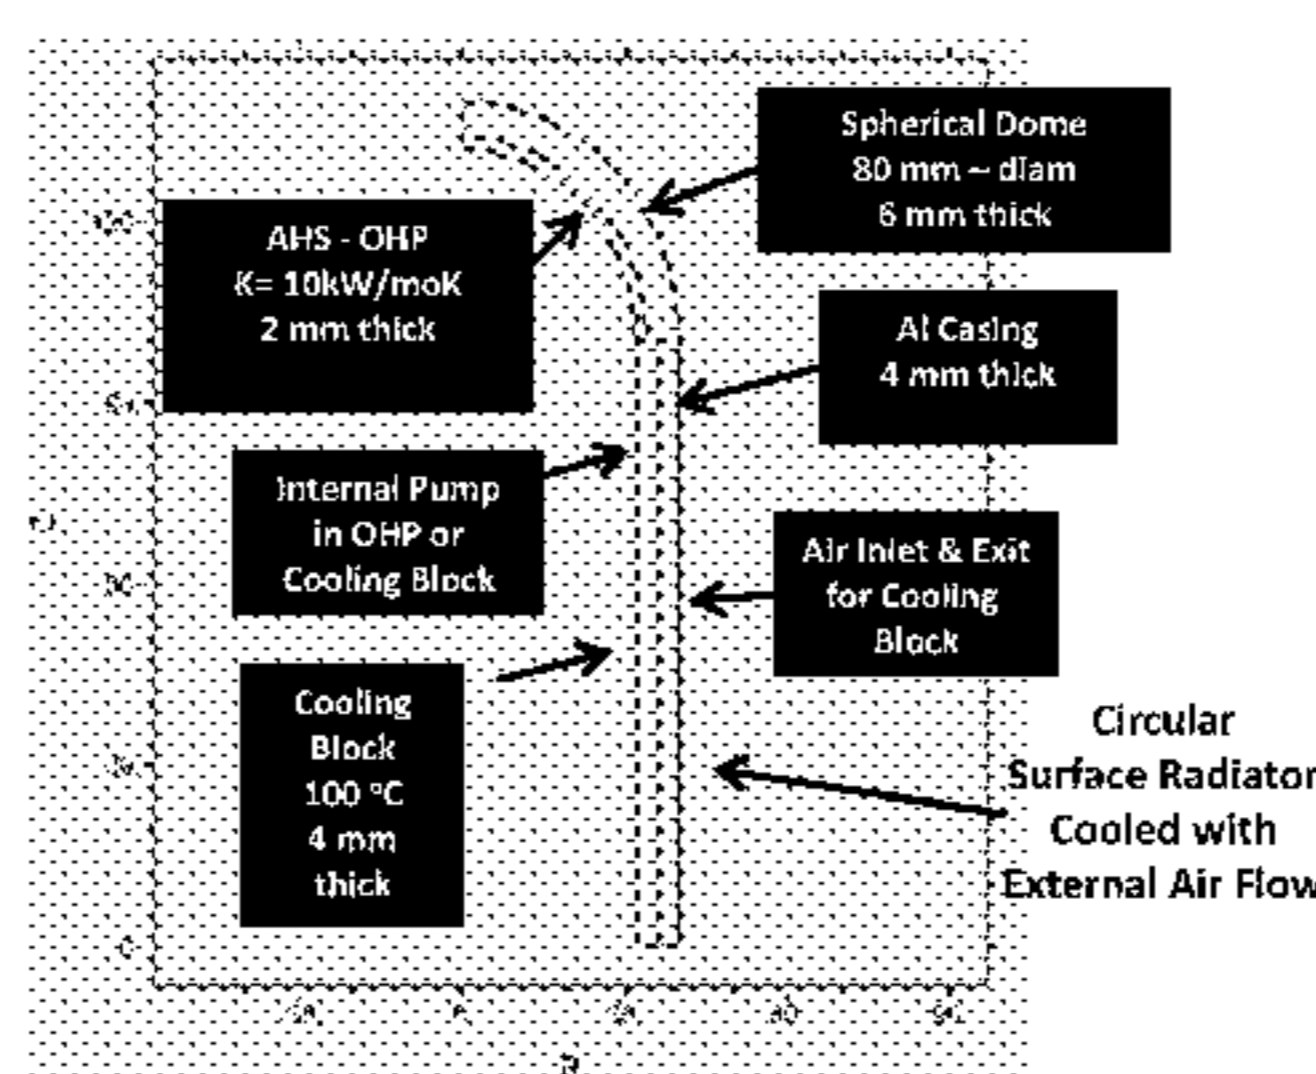 Spherical Dome
80 mm – diam
6 mm thick
AHS - OHP
K= 10kW/moK
2 mm thick
Al Casing
4 mm thick
Internal Pump
in OHP or
Cooling Block
Air Inlet & Exit
for Cooling
Block
Cooling
Block
100 °C
4 mm
thick
Circular
Surface Radiator
Cooled with
External Air Flow
R